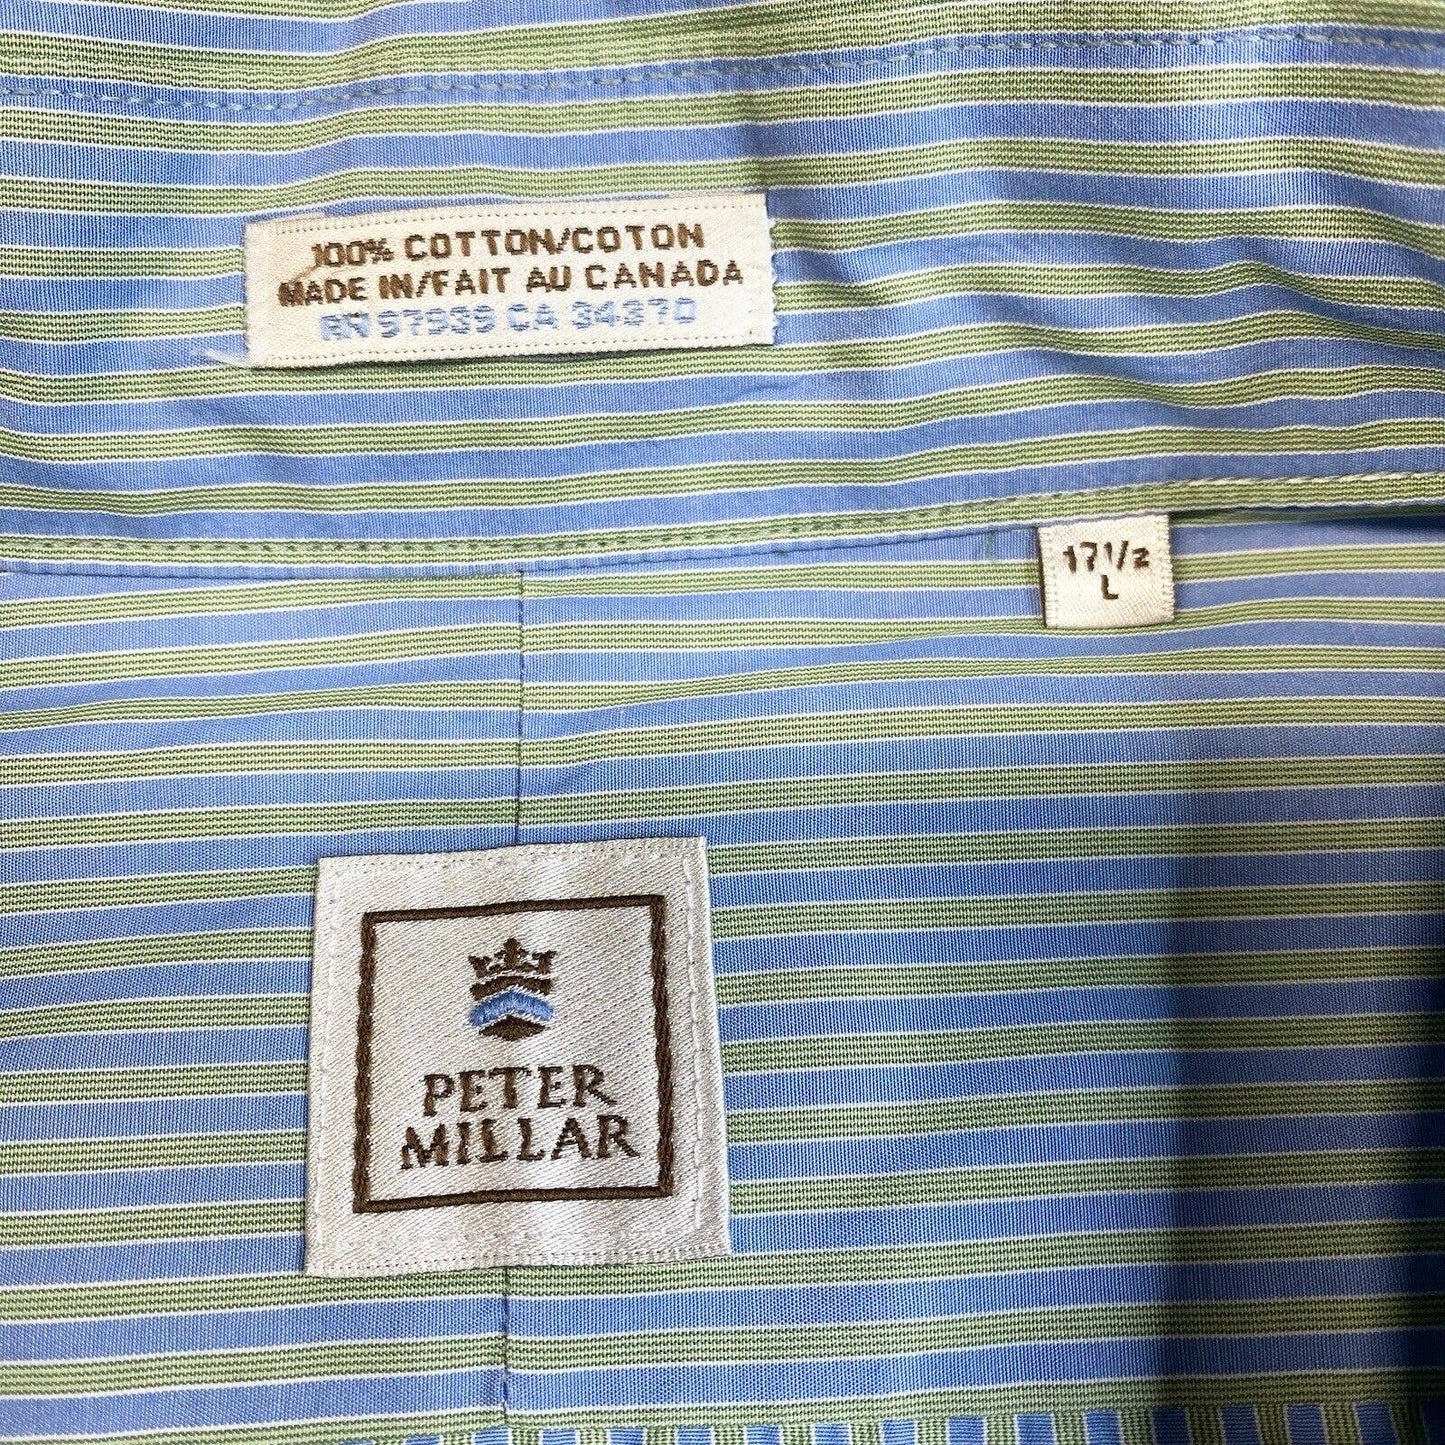 100% COTTON/COTON
MADE IN/FAIT AU CANADA
RN 97939 CA 34370
17 1/2
L
PETER
MILLAR